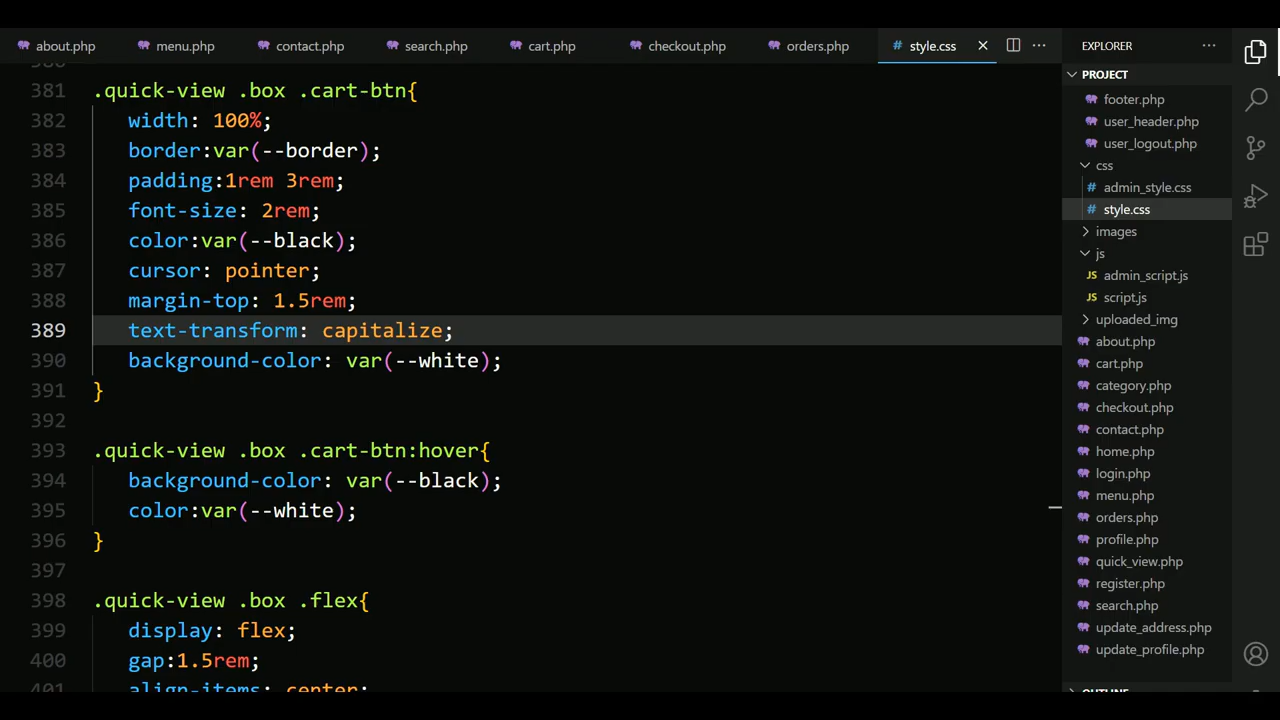 about.php menu.php contact.php search.php cart.php checkout.php orders.php # style.css
381 .quick-view .box .cart-btn{
382 width: 100%;
383 border:var(--border);
384 padding:1rem 3rem;
385 font-size: 2rem;
386 color:var(--black);
387 cursor: pointer;
388 margin-top: 1.5rem;
389 text-transform: capitalize;
390 background-color: var(--white);
391 }
392
393 .quick-view .box .cart-btn:hover{
394 background-color: var(--black);
395 color:var(--white);
396 }
397
398 .quick-view .box .flex{
399 display: flex;
400 gap:1.5rem;
401 align-items: center;
EXPLORER
PROJECT
footer.php
user_header.php
user_logout.php
css
# admin_style.css
# style.css
images
js
JS admin_script.js
JS script.js
uploaded_img
about.php
cart.php
category.php
checkout.php
contact.php
home.php
login.php
menu.php
orders.php
profile.php
quick_view.php
register.php
search.php
update_address.php
update_profile.php
OUTLINE